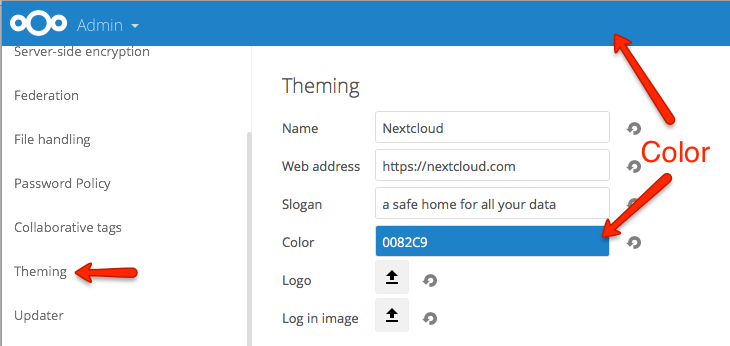 Admin
Server-side encryption
Federation
File handling
Password Policy
Collaborative tags
Theming
Updater
Theming
Name Nextcloud
Web address https://nextcloud.com
Slogan a safe home for all your data
Color 0082C9
Logo
Log in image
Color